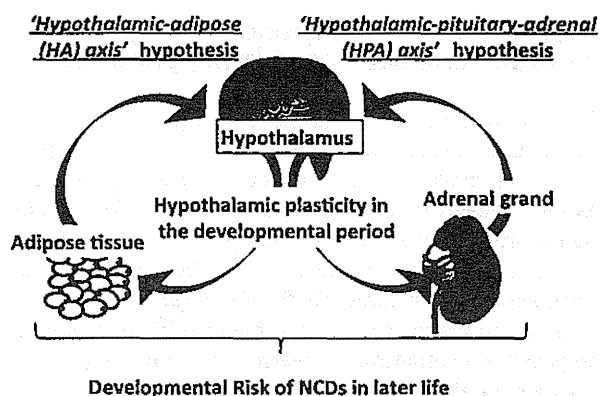 ‘Hypothalamic-adipose
(HA) axis’ hypothesis
‘Hypothalamic-pituitary-adrenal
(HPA) axis’ hypothesis
Hypothalamus
Hypothalamic plasticity in
the developmental period
Adipose tissue
Adrenal grand
Developmental Risk of NCDs in later life